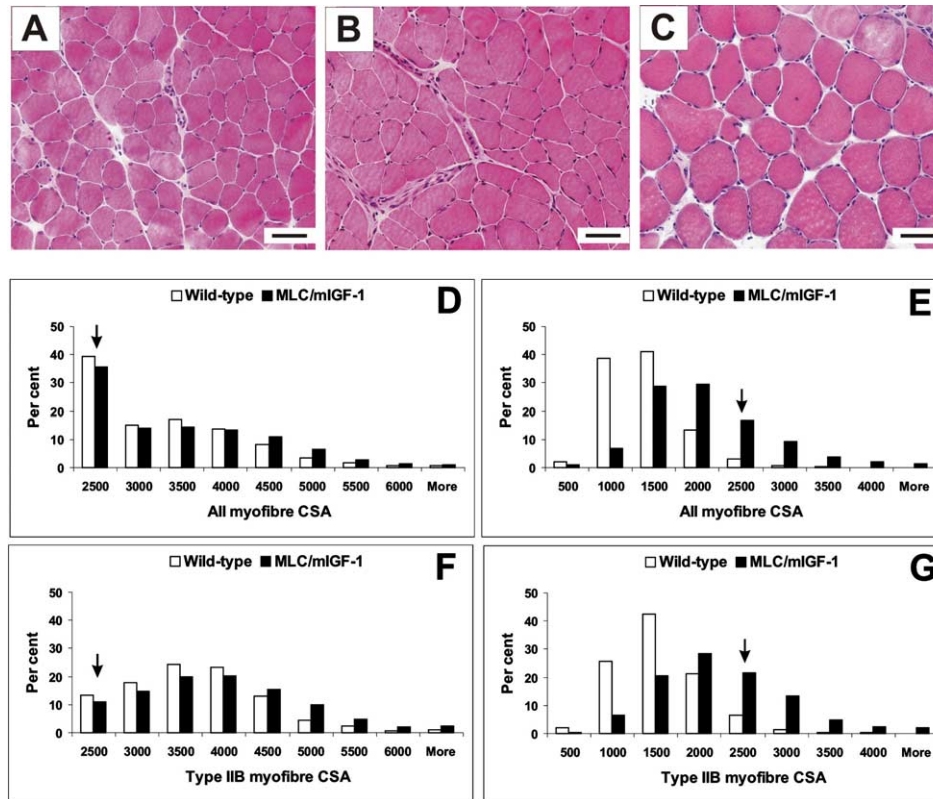 A
B
C
D
Wild-type MLC/mIGF-1
Per cent
50
40
30
20
10
0
2500 3000 3500 4000 4500 5000 5500 6000 More
All myofibre CSA
E
Wild-type MLC/mIGF-1
Per cent
50
40
30
20
10
0
500 1000 1500 2000 2500 3000 3500 4000 More
All myofibre CSA
F
Wild-type MLC/mIGF-1
Per cent
50
40
30
20
10
0
2500 3000 3500 4000 4500 5000 5500 6000 More
Type IIB myofibre CSA
G
Wild-type MLC/mIGF-1
Per cent
50
40
30
20
10
0
500 1000 1500 2000 2500 3000 3500 4000 More
Type IIB myofibre CSA